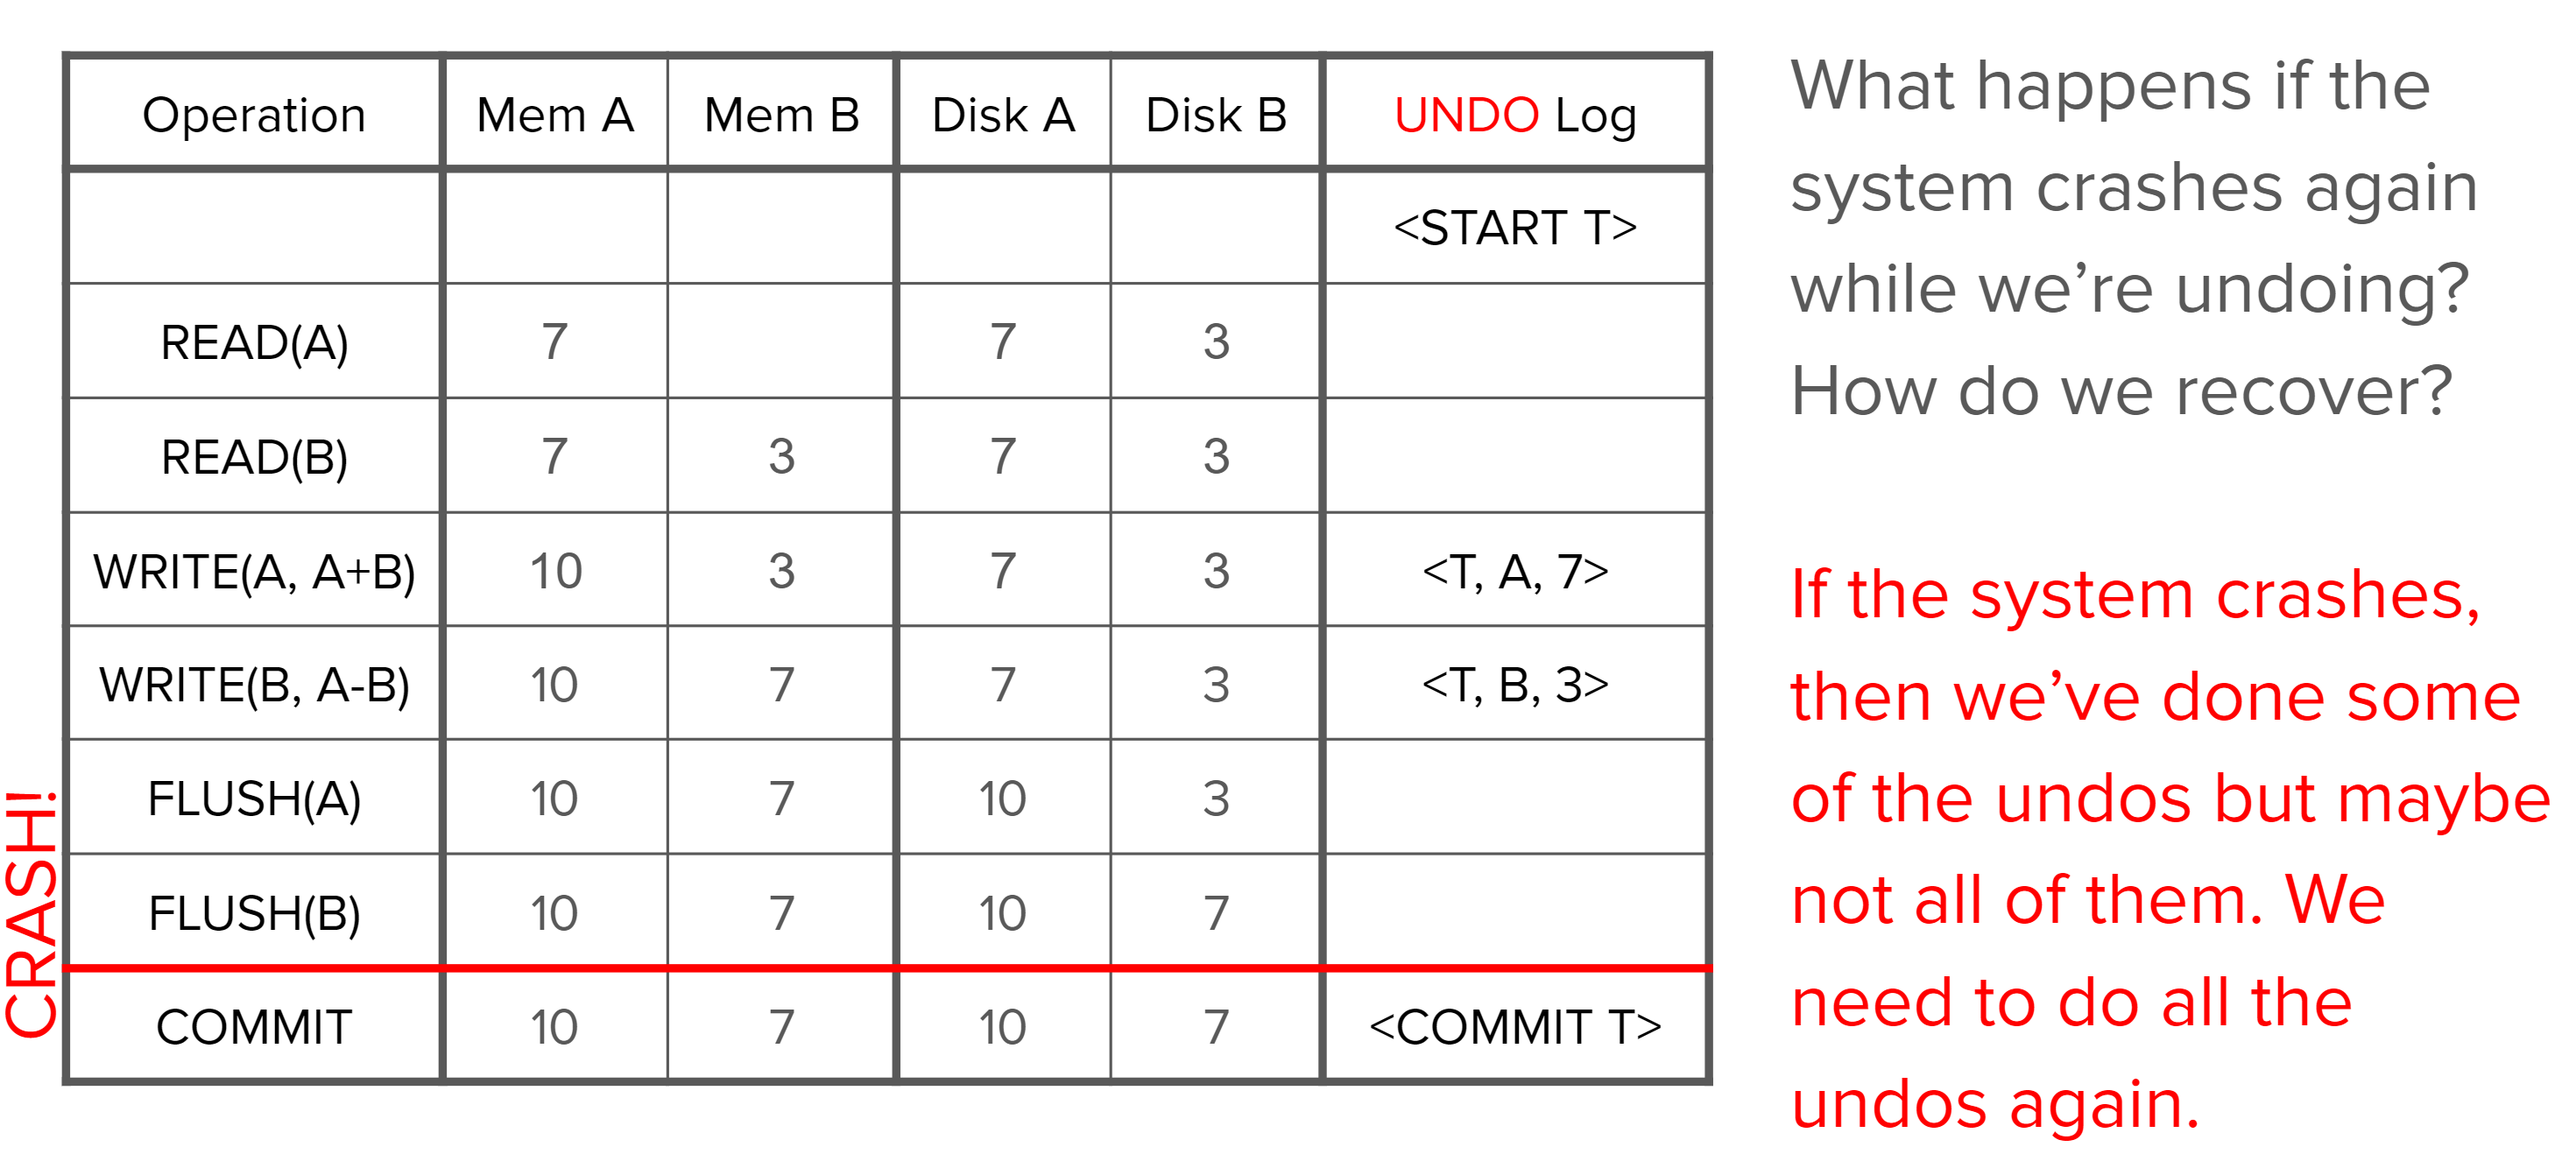 Operation Mem A Mem B Disk A Disk B UNDO Log
<START T>
READ(A) 7 7 3
READ(B) 7 3 7 3
WRITE(A, A+B) 10 3 7 3 <T, A, 7>
WRITE(B, A-B) 10 7 7 3 <T, B, 3>
FLUSH(A) 10 7 10 3
FLUSH(B) 10 7 10 7
COMMIT 10 7 10 7 <COMMIT T>
CRASH!
What happens if the
system crashes again
while we’re undoing?
How do we recover?
If the system crashes,
then we’ve done some
of the undos but maybe
not all of them. We
need to do all the
undos again.